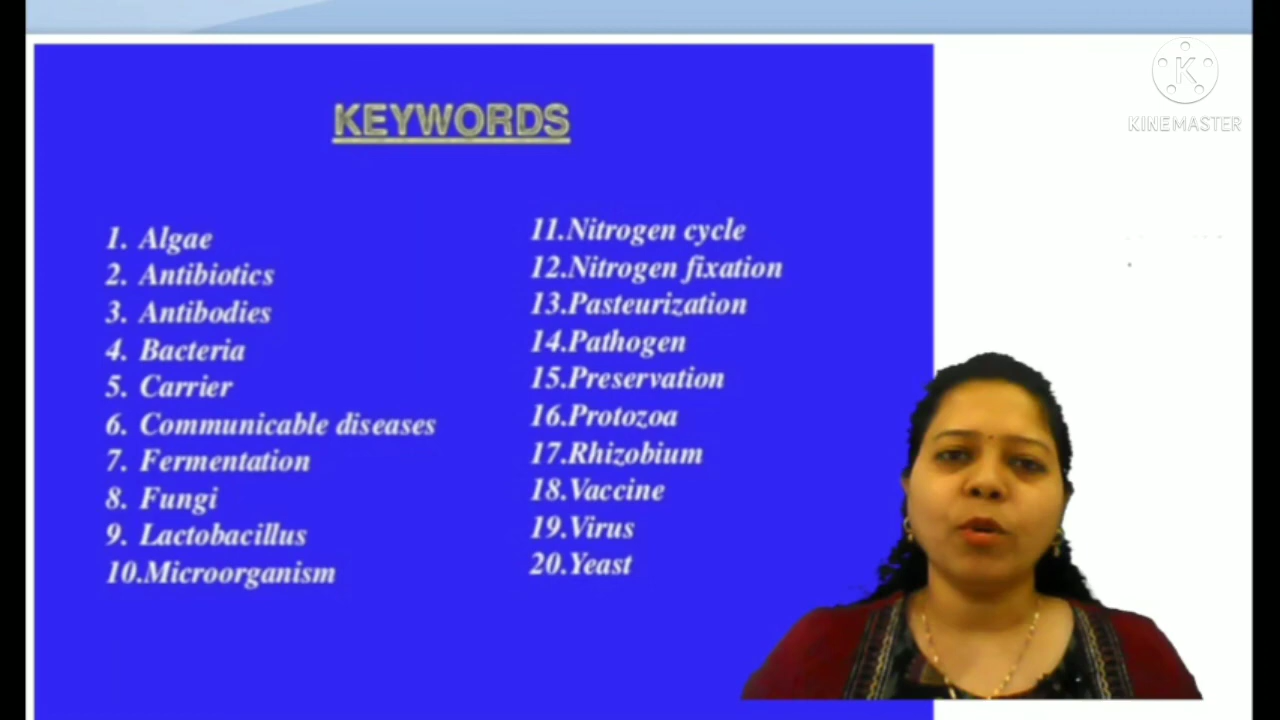 KEYWORDS
1. Algae
2. Antibiotics
3. Antibodies
4. Bacteria
5. Carrier
6. Communicable diseases
7. Fermentation
8. Fungi
9. Lactobacillus
10.Microorganism
11.Nitrogen cycle
12.Nitrogen fixation
13.Pasteurization
14.Pathogen
15.Preservation
16.Protozoa
17.Rhizobium
18.Vaccine
19.Virus
20.Yeast
K
KINEMASTER